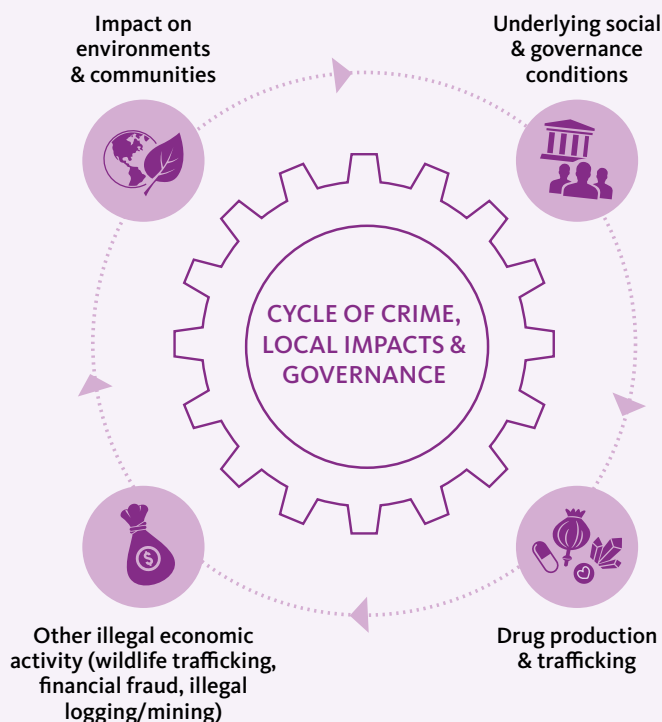 Impact on
environments
& communities
Underlying social
& governance
conditions
CYCLE OF CRIME,
LOCAL IMPACTS &
GOVERNANCE
$
Other illegal economic
activity (wildlife trafficking,
financial fraud, illegal
logging/mining)
Drug production
& trafficking